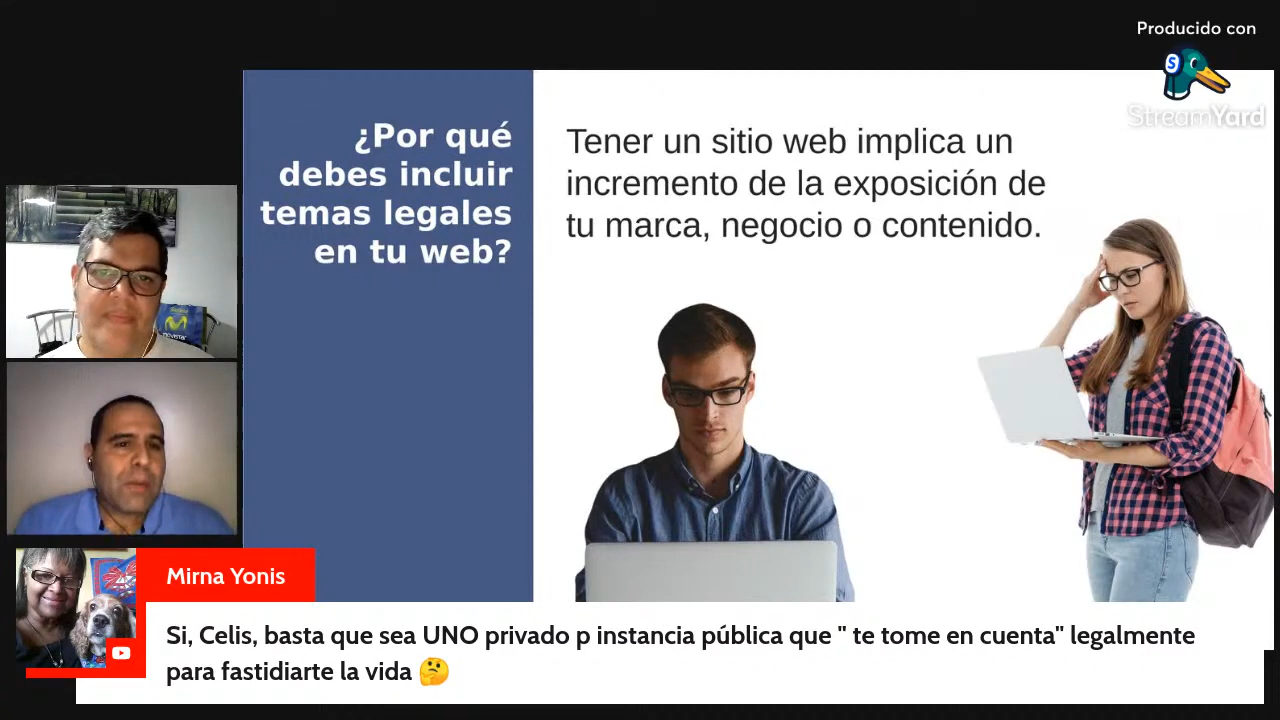 Producido con
StreamYard
¿Por qué
debes incluir
temas legales
en tu web?
Tener un sitio web implica un
incremento de la exposición de
tu marca, negocio o contenido.
movistar
Mirna Yonis
Si, Celis, basta que sea UNO privado p instancia pública que " te tome en cuenta" legalmente
para fastidiarte la vida 🤔